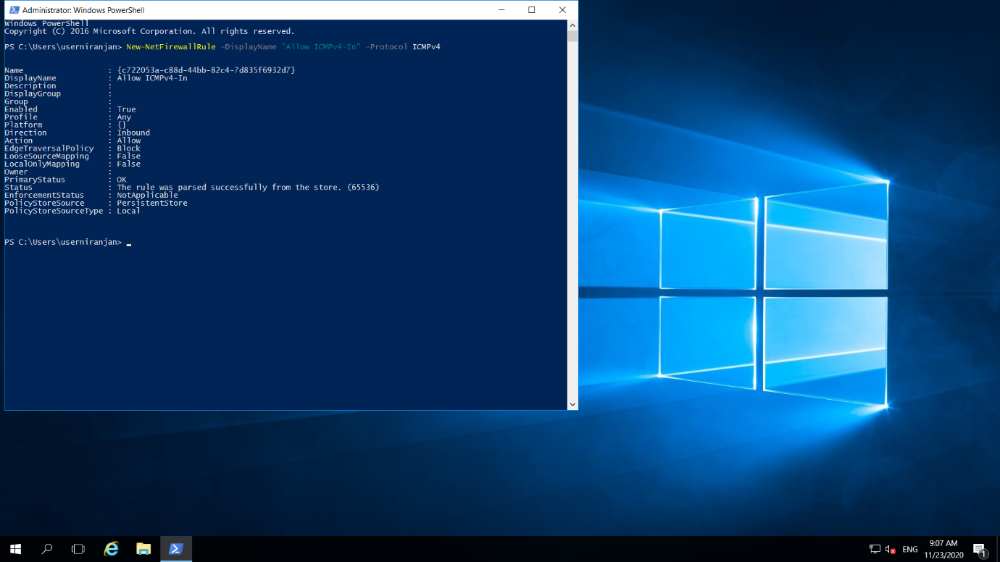 Administrator: Windows PowerShell
Windows PowerShell
Copyright (C) 2016 Microsoft Corporation. All rights reserved.
PS C:\Users\userniranjan> New-NetFirewallRule -DisplayName "Allow ICMPv4-In" -Protocol ICMPv4
Name : {c722053a-c88d-44bb-82c4-7d835f6932d7}
DisplayName : Allow ICMPv4-In
Description :
DisplayGroup :
Group :
Enabled : True
Profile : Any
Platform : {}
Direction : Inbound
Action : Allow
EdgeTraversalPolicy : Block
LooseSourceMapping : False
LocalOnlyMapping : False
Owner :
PrimaryStatus : OK
Status : The rule was parsed successfully from the store. (65536)
EnforcementStatus : NotApplicable
PolicyStoreSource : PersistentStore
PolicyStoreSourceType : Local
PS C:\Users\userniranjan>
ENG
9:07 AM
11/23/2020
1